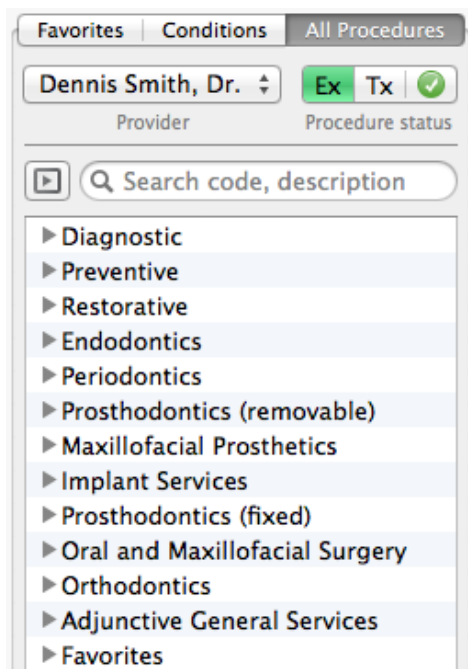 Favorites Conditions All Procedures
Dennis Smith, Dr. Ex Tx
Provider Procedure status
Search code, description
Diagnostic
Preventive
Restorative
Endodontics
Periodontics
Prosthodontics (removable)
Maxillofacial Prosthetics
Implant Services
Prosthodontics (fixed)
Oral and Maxillofacial Surgery
Orthodontics
Adjunctive General Services
Favorites